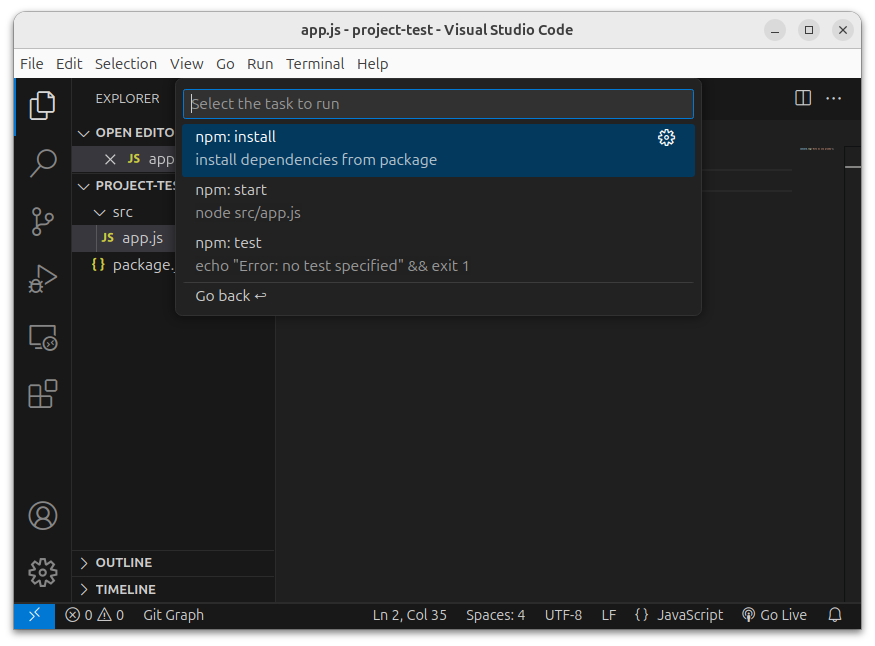 app.js - project-test - Visual Studio Code
File Edit Selection View Go Run Terminal Help
EXPLORER
Select the task to run
npm: install
install dependencies from package
npm: start
node src/app.js
npm: test
echo "Error: no test specified" && exit 1
Go back ↩
OPEN EDITO
JS app
PROJECT-TES
src
JS app.js
{} package.
OUTLINE
TIMELINE
0 0 Git Graph Ln 2, Col 35 Spaces: 4 UTF-8 LF {} JavaScript Go Live